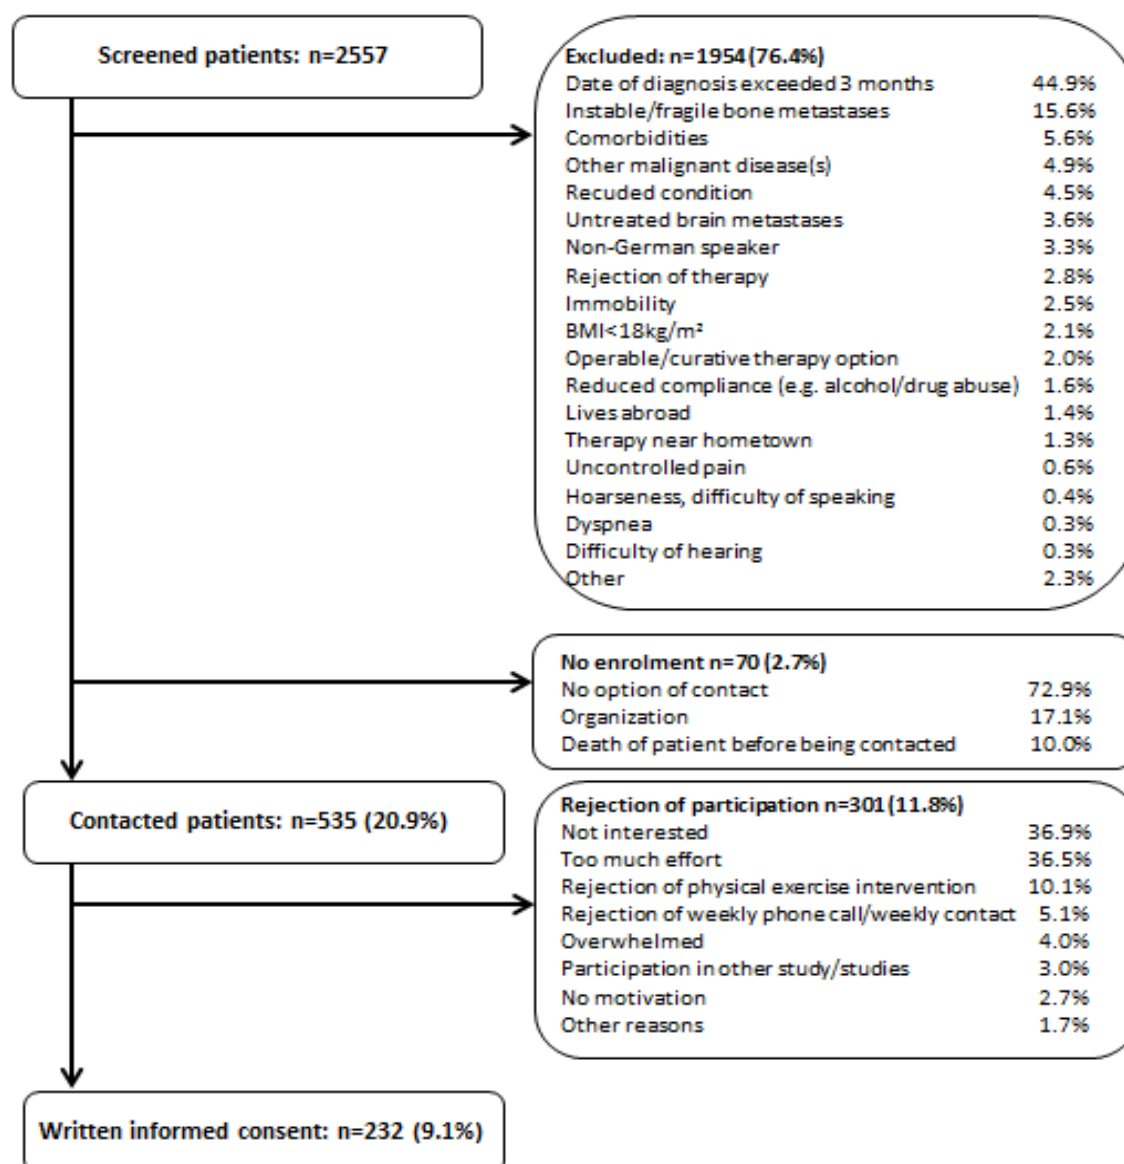 Screened patients: n=2557
Excluded: n=1954 (76.4%)
Date of diagnosis exceeded 3 months 44.9%
Instable/fragile bone metastases 15.6%
Comorbidities 5.6%
Other malignant disease(s) 4.9%
Recuded condition 4.5%
Untreated brain metastases 3.6%
Non-German speaker 3.3%
Rejection of therapy 2.8%
Immobility 2.5%
BMI<18kg/m² 2.1%
Operable/curative therapy option 2.0%
Reduced compliance (e.g. alcohol/drug abuse) 1.6%
Lives abroad 1.4%
Therapy near hometown 1.3%
Uncontrolled pain 0.6%
Hoarseness, difficulty of speaking 0.4%
Dyspnea 0.3%
Difficulty of hearing 0.3%
Other 2.3%
No enrolment n=70 (2.7%)
No option of contact 72.9%
Organization 17.1%
Death of patient before being contacted 10.0%
Contacted patients: n=535 (20.9%)
Rejection of participation n=301 (11.8%)
Not interested 36.9%
Too much effort 36.5%
Rejection of physical exercise intervention 10.1%
Rejection of weekly phone call/weekly contact 5.1%
Overwhelmed 4.0%
Participation in other study/studies 3.0%
No motivation 2.7%
Other reasons 1.7%
Written informed consent: n=232 (9.1%)